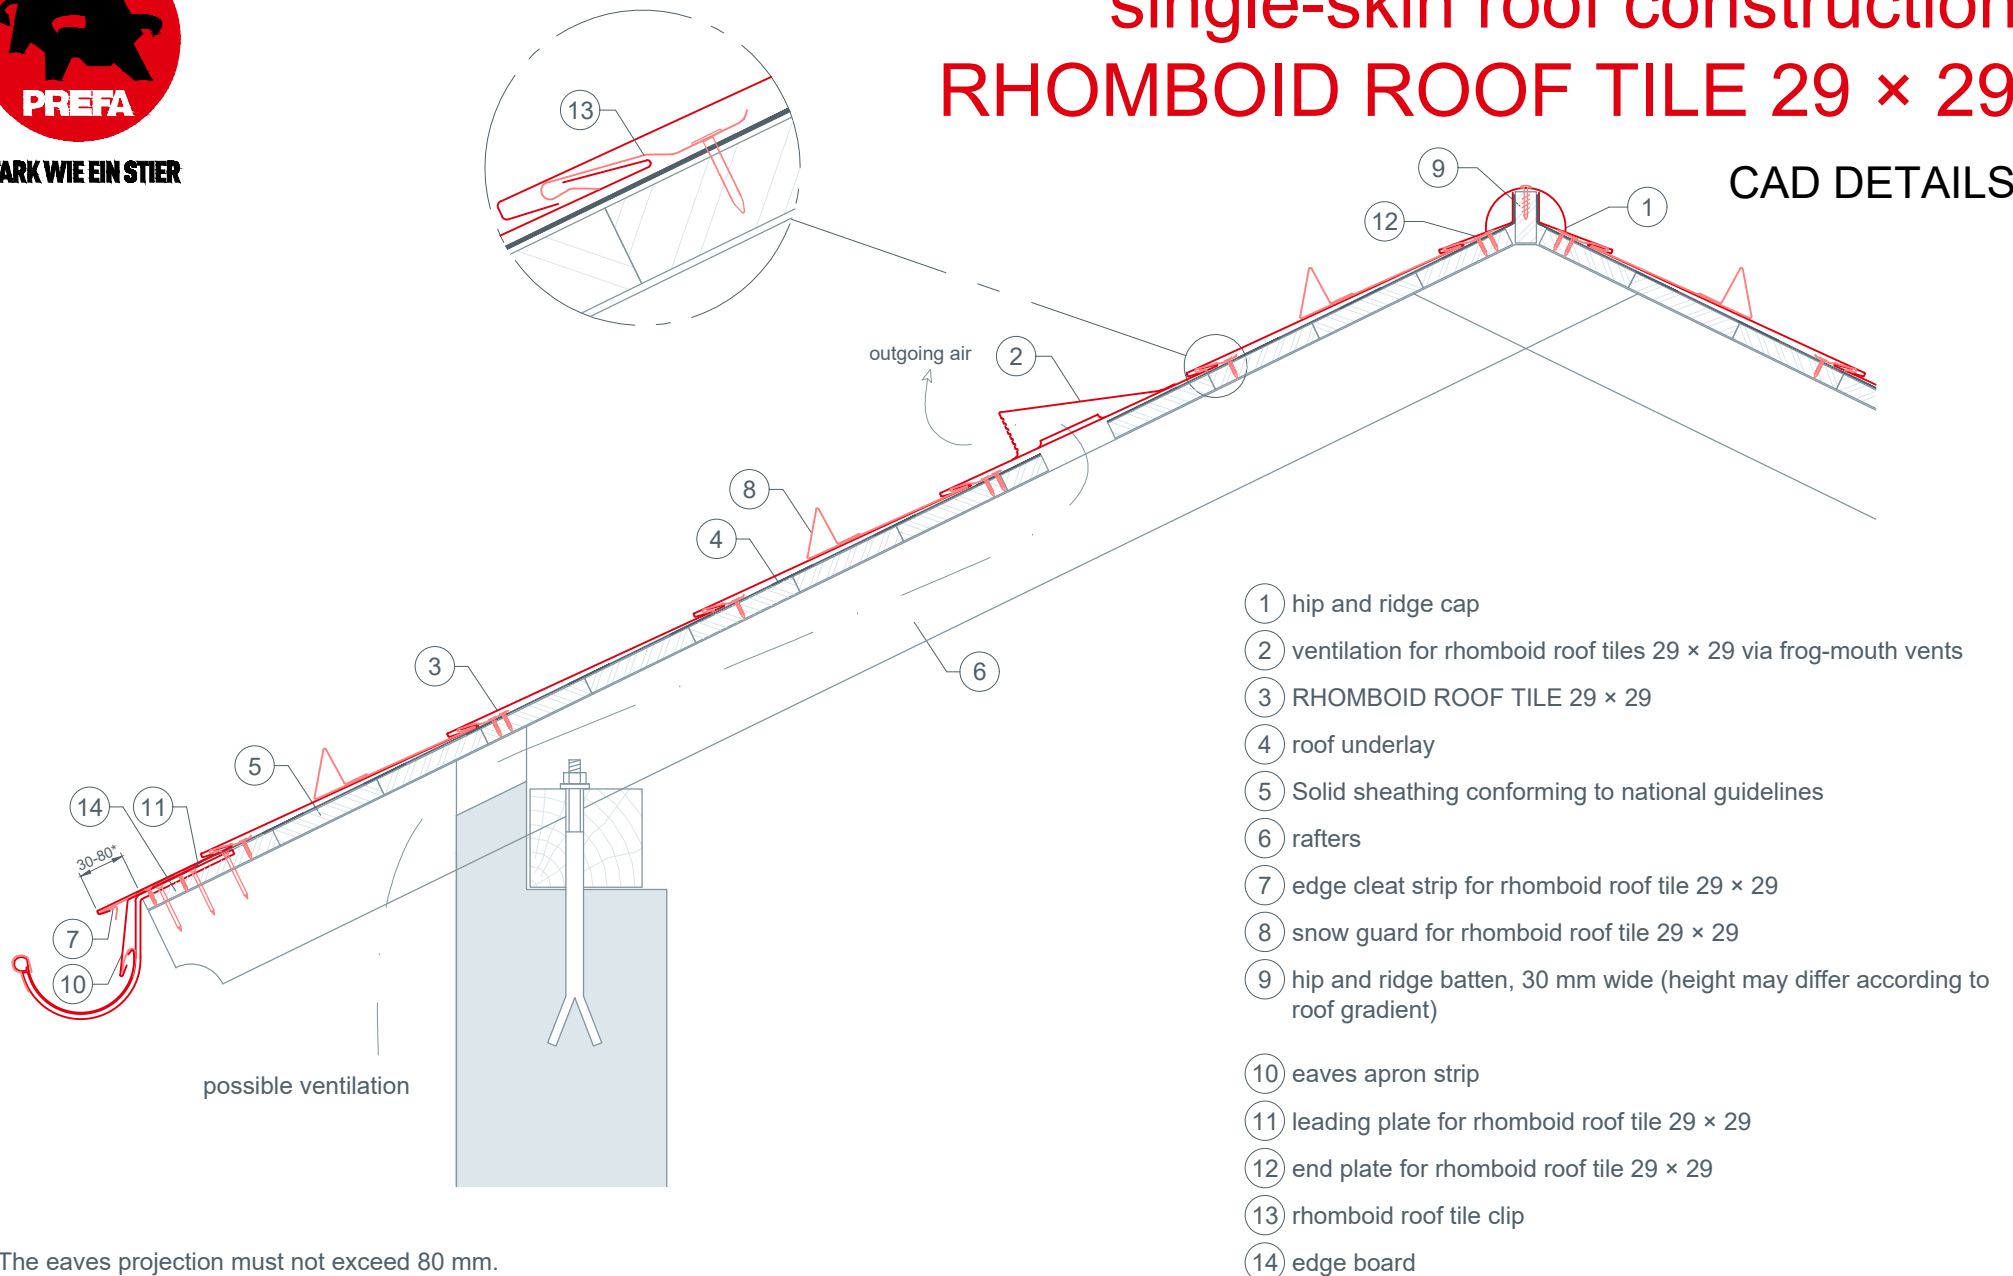 single-skin roof construction
RHOMBOID ROOF TILE 29 × 29
CAD DETAILS
PREFA
ARK WIE EIN STIER
13
9
1
12
outgoing air
2
8
4
3
6
5
14
11
30-80*
7
10
possible ventilation
1 hip and ridge cap
2 ventilation for rhomboid roof tiles 29 × 29 via frog-mouth vents
3 RHOMBOID ROOF TILE 29 × 29
4 roof underlay
5 Solid sheathing conforming to national guidelines
6 rafters
7 edge cleat strip for rhomboid roof tile 29 × 29
8 snow guard for rhomboid roof tile 29 × 29
9 hip and ridge batten, 30 mm wide (height may differ according to
roof gradient)
10 eaves apron strip
11 leading plate for rhomboid roof tile 29 × 29
12 end plate for rhomboid roof tile 29 × 29
13 rhomboid roof tile clip
14 edge board
The eaves projection must not exceed 80 mm.